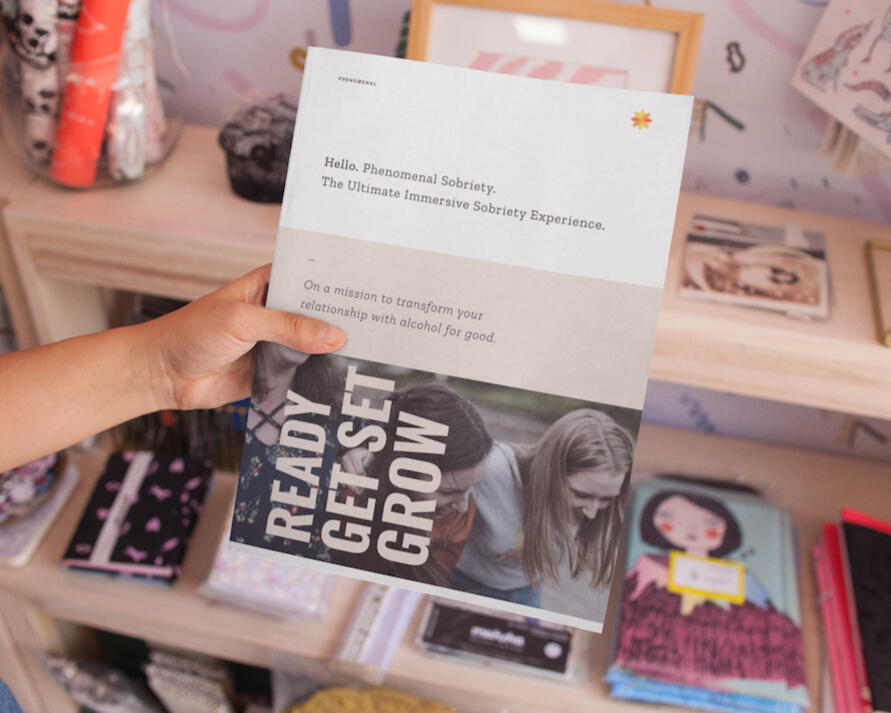 PHENOMENAL
Hello. Phenomenal Sobriety.
The Ultimate Immersive Sobriety Experience.
–
On a mission to transform your
relationship with alcohol for good.
READY
GET SET
GROW